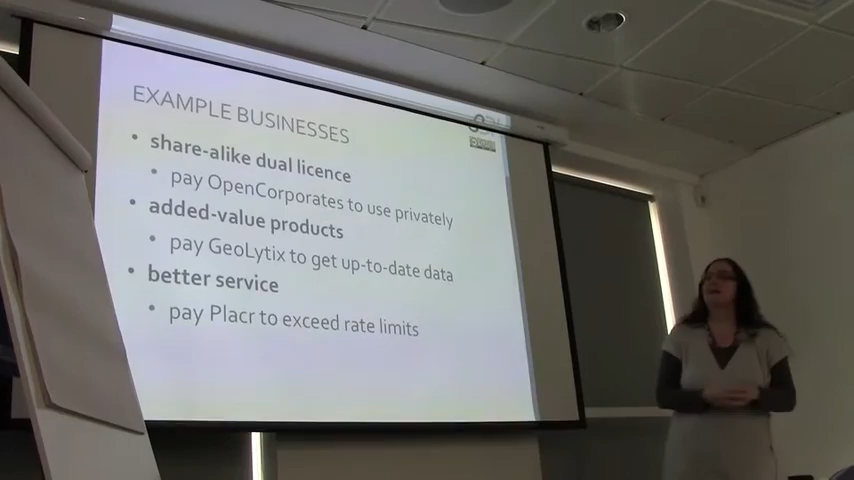 EXAMPLE BUSINESSES
• share-alike dual licence
• pay OpenCorporates to use privately
• added-value products
• pay GeoLytix to get up-to-date data
• better service
• pay Placr to exceed rate limits